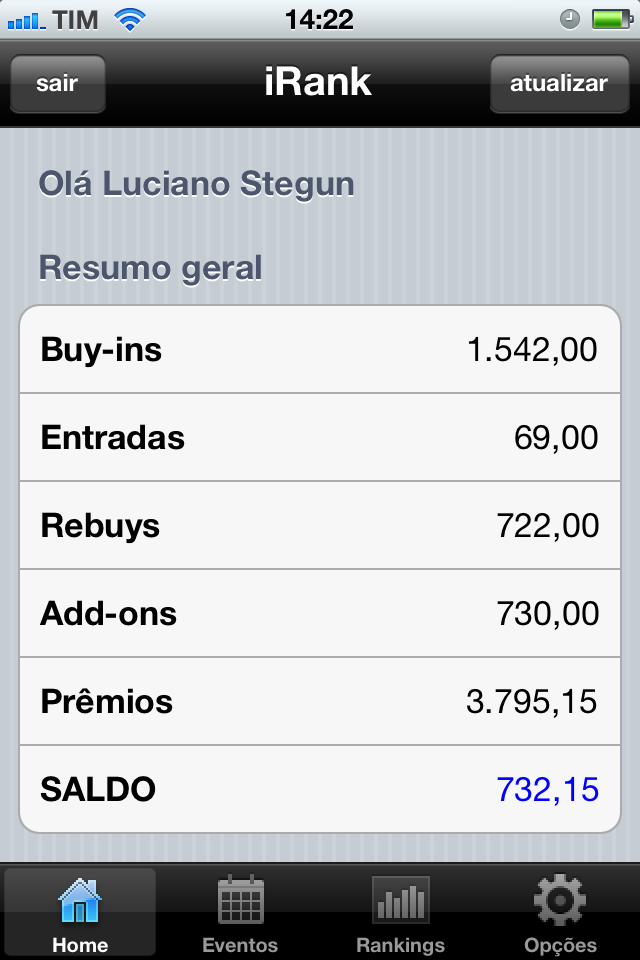 TIM 14:22
sair iRank atualizar
Olá Luciano Stegun
Resumo geral
Buy-ins 1.542,00
Entradas 69,00
Rebuys 722,00
Add-ons 730,00
Prêmios 3.795,15
SALDO 732,15
Home Eventos Rankings Opções